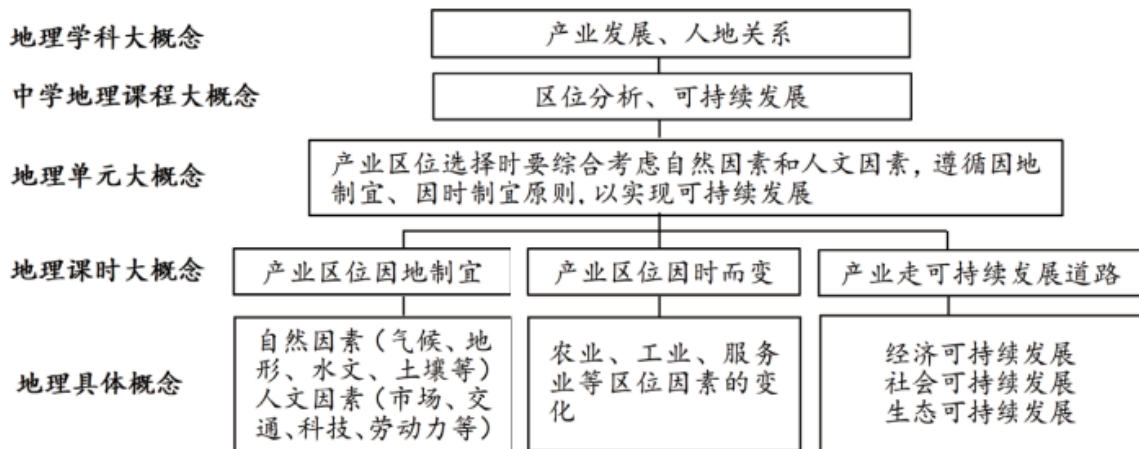 地理学科大概念
产业发展、人地关系
中学地理课程大概念
区位分析、可持续发展
地理单元大概念
产业区位选择时要综合考虑自然因素和人文因素,遵循因地
制宜、因时制宜原则,以实现可持续发展
地理课时大概念
产业区位因地制宜
产业区位因时而变
产业走可持续发展道路
地理具体概念
自然因素(气候、地
形、水文、土壤等)
人文因素(市场、交
通、科技、劳动力等)
农业、工业、服务
业等区位因素的变
化
经济可持续发展
社会可持续发展
生态可持续发展